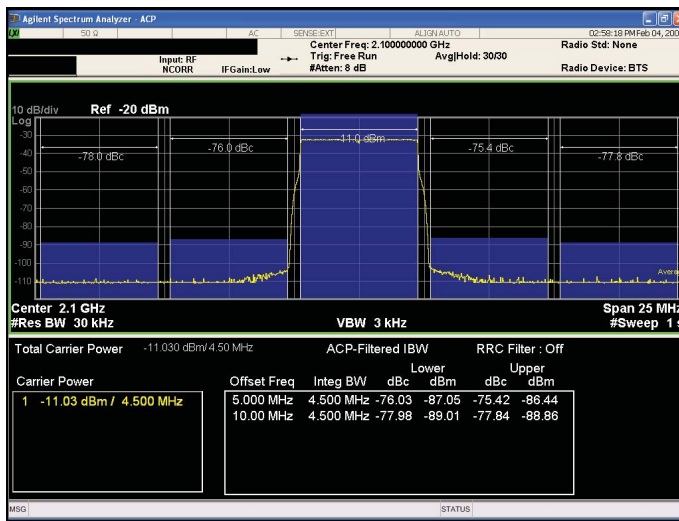 Agilent Spectrum Analyzer - ACP
LXI 50 Ω AC SENSE:EXT ALIGN AUTO 02:58:18 PM Feb 04, 200
Center Freq: 2.100000000 GHz Radio Std: None
Input: RF Trig: Free Run Avg|Hold: 30/30
NCORR IFGain:Low #Atten: 8 dB Radio Device: BTS
10 dB/div Ref -20 dBm
Log
-30
-11.0 dBm
-40
-78.0 dBc -76.0 dBc -75.4 dBc -77.8 dBc
-50
-60
-70
-80
-90
-100
Avera
-110
Center 2.1 GHz Span 25 MHz
#Res BW 30 kHz VBW 3 kHz #Sweep 1 s
Total Carrier Power -11.030 dBm/ 4.50 MHz ACP-Filtered IBW RRC Filter : Off
Lower Upper
Carrier Power Offset Freq Integ BW dBc dBm dBc dBm
1 -11.03 dBm / 4.500 MHz 5.000 MHz 4.500 MHz -76.03 -87.05 -75.42 -86.44
10.00 MHz 4.500 MHz -77.98 -89.01 -77.84 -88.86
MSG STATUS